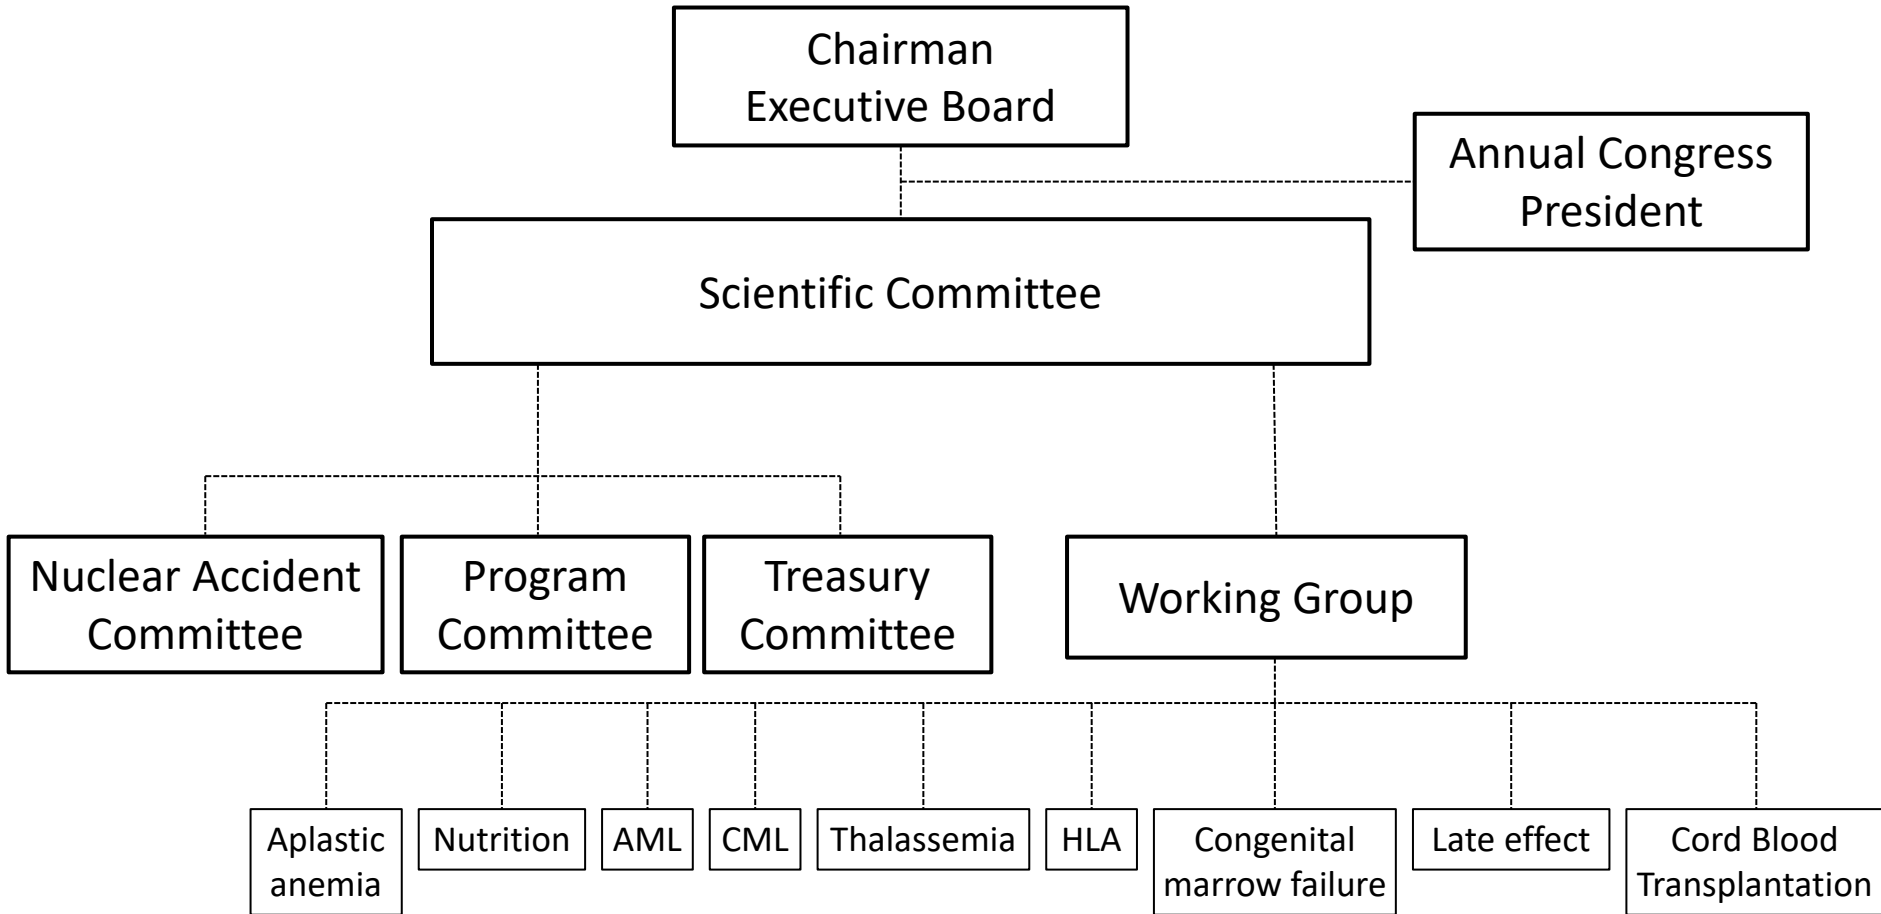 Chairman
Executive Board
Annual Congress
President
Scientific Committee
Nuclear Accident
Committee
Program
Committee
Treasury
Committee
Working Group
Aplastic
anemia
Nutrition
AML
CML
Thalassemia
HLA
Congenital
marrow failure
Late effect
Cord Blood
Transplantation